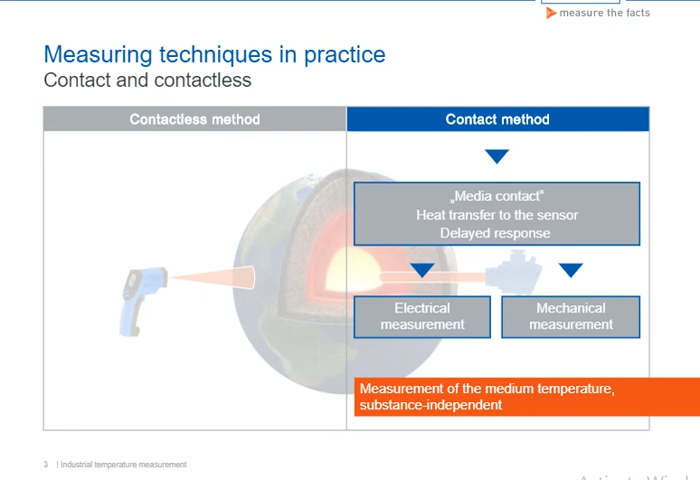 measure the facts
Measuring techniques in practice
Contact and contactless
Contactless method
Contact method
„Media contact“
Heat transfer to the sensor
Delayed response
Electrical
measurement
Mechanical
measurement
Measurement of the medium temperature,
substance-independent
3 | Industrial temperature measurement